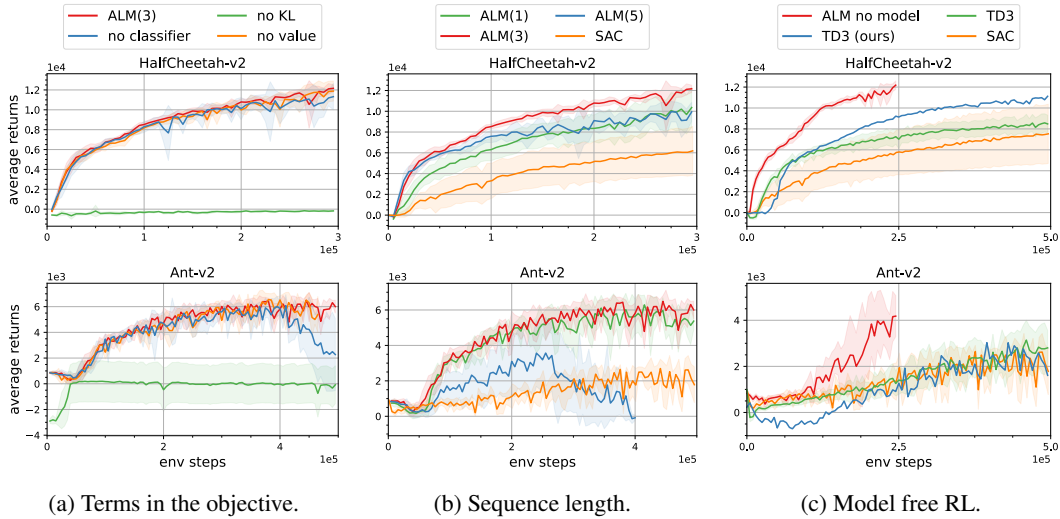 ALM(3)
no classifier
no KL
no value
HalfCheetah-v2
1e4
average returns
1.2
1.0
0.8
0.6
0.4
0.2
0.0
0 1 2 3
1e5
Ant-v2
1e3
average returns
6
4
2
0
−2
−4
0 2 4
env steps
1e5
(a) Terms in the objective.
ALM(1)
ALM(3)
ALM(5)
SAC
HalfCheetah-v2
1e4
1.2
1.0
0.8
0.6
0.4
0.2
0.0
0 1 2 3
1e5
Ant-v2
1e3
6
4
2
0
0 2 4
env steps
1e5
(b) Sequence length.
ALM no model
TD3 (ours)
TD3
SAC
HalfCheetah-v2
1e4
1.2
1.0
0.8
0.6
0.4
0.2
0.0
0.0 2.5 5.0
1e5
Ant-v2
1e3
4
2
0
0.0 2.5 5.0
env steps
1e5
(c) Model free RL.